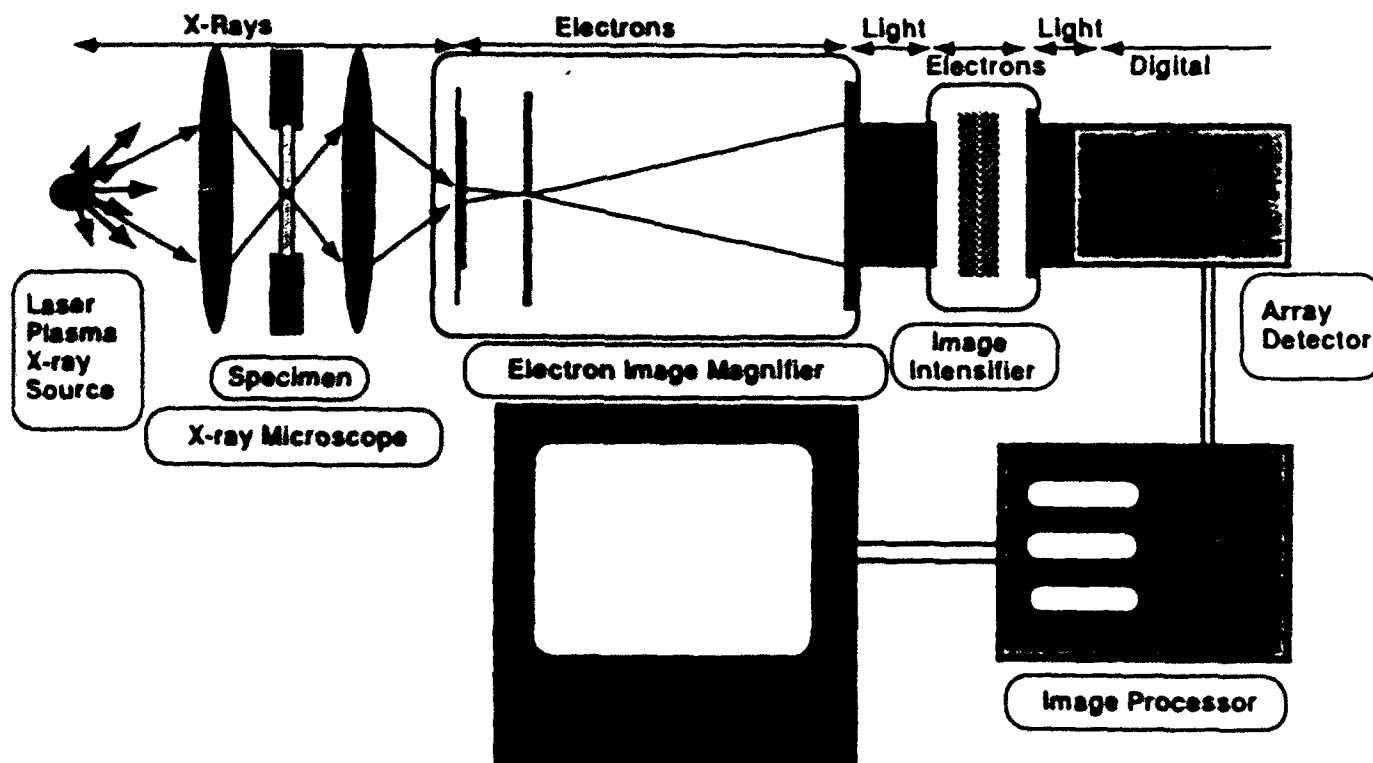 X-Rays
Electrons
Light
Light
Electrons
Digital
Laser
Plasma
X-ray
Source
Specimen
X-ray Microscope
Electron Image Magnifier
Image
Intensifier
Array
Detector
Image Processor